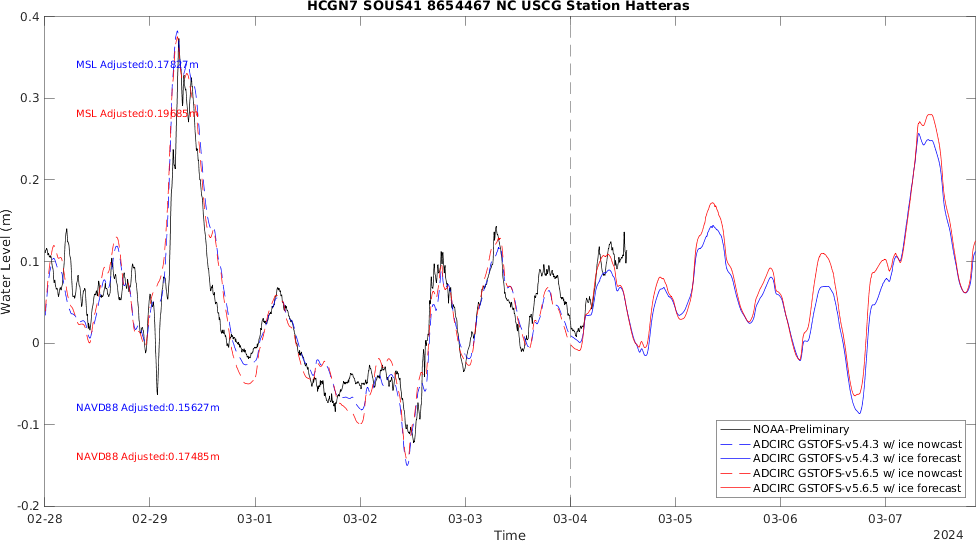 HCGN7 SOUS41 8654467 NC USCG Station Hatteras
0.4
MSL Adjusted:0.17827m
0.3
MSL Adjusted:0.19685m
0.2
0.1
Water Level (m)
0
NAVD88 Adjusted:0.15627m
-0.1
NAVD88 Adjusted:0.17485m
-0.2
NOAA-Preliminary
ADCIRC GSTOFS-v5.4.3 w/ ice nowcast
ADCIRC GSTOFS-v5.4.3 w/ ice forecast
ADCIRC GSTOFS-v5.6.5 w/ ice nowcast
ADCIRC GSTOFS-v5.6.5 w/ ice forecast
02-28 02-29 03-01 03-02 03-03 03-04 03-05 03-06 03-07
Time
2024